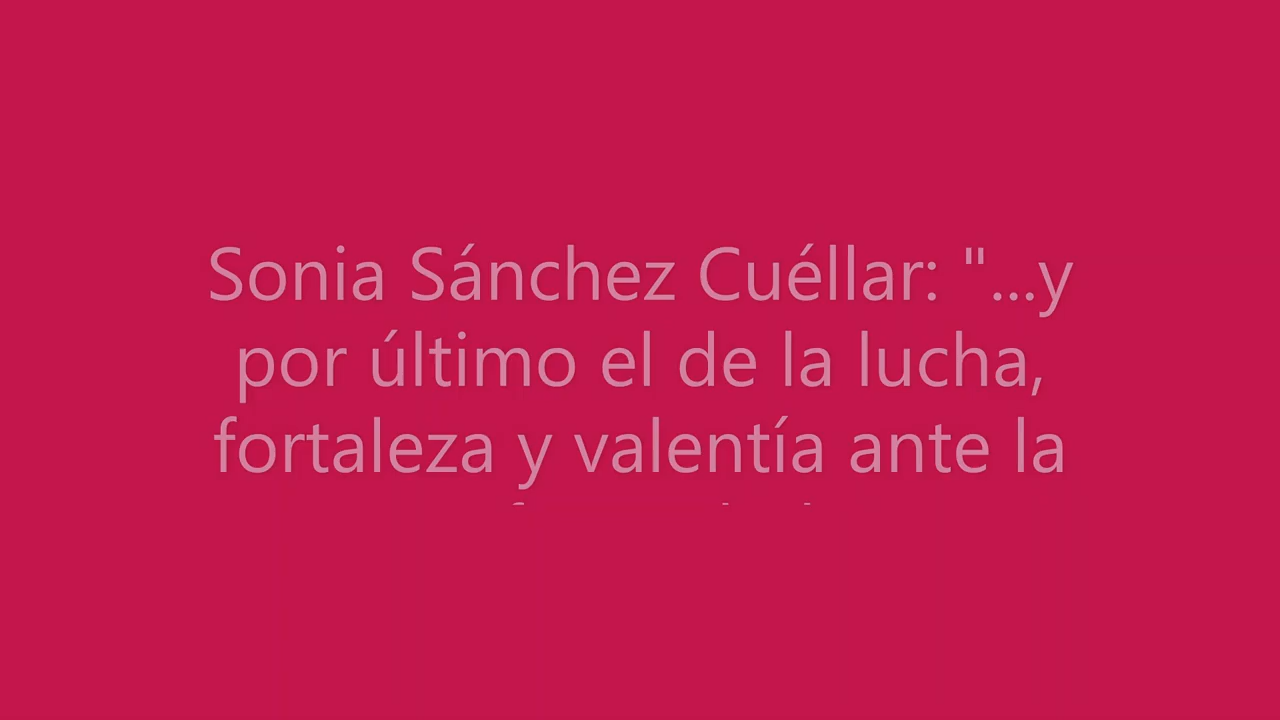 Sonia Sánchez Cuéllar: "...y
por último el de la lucha,
fortaleza y valentía ante la